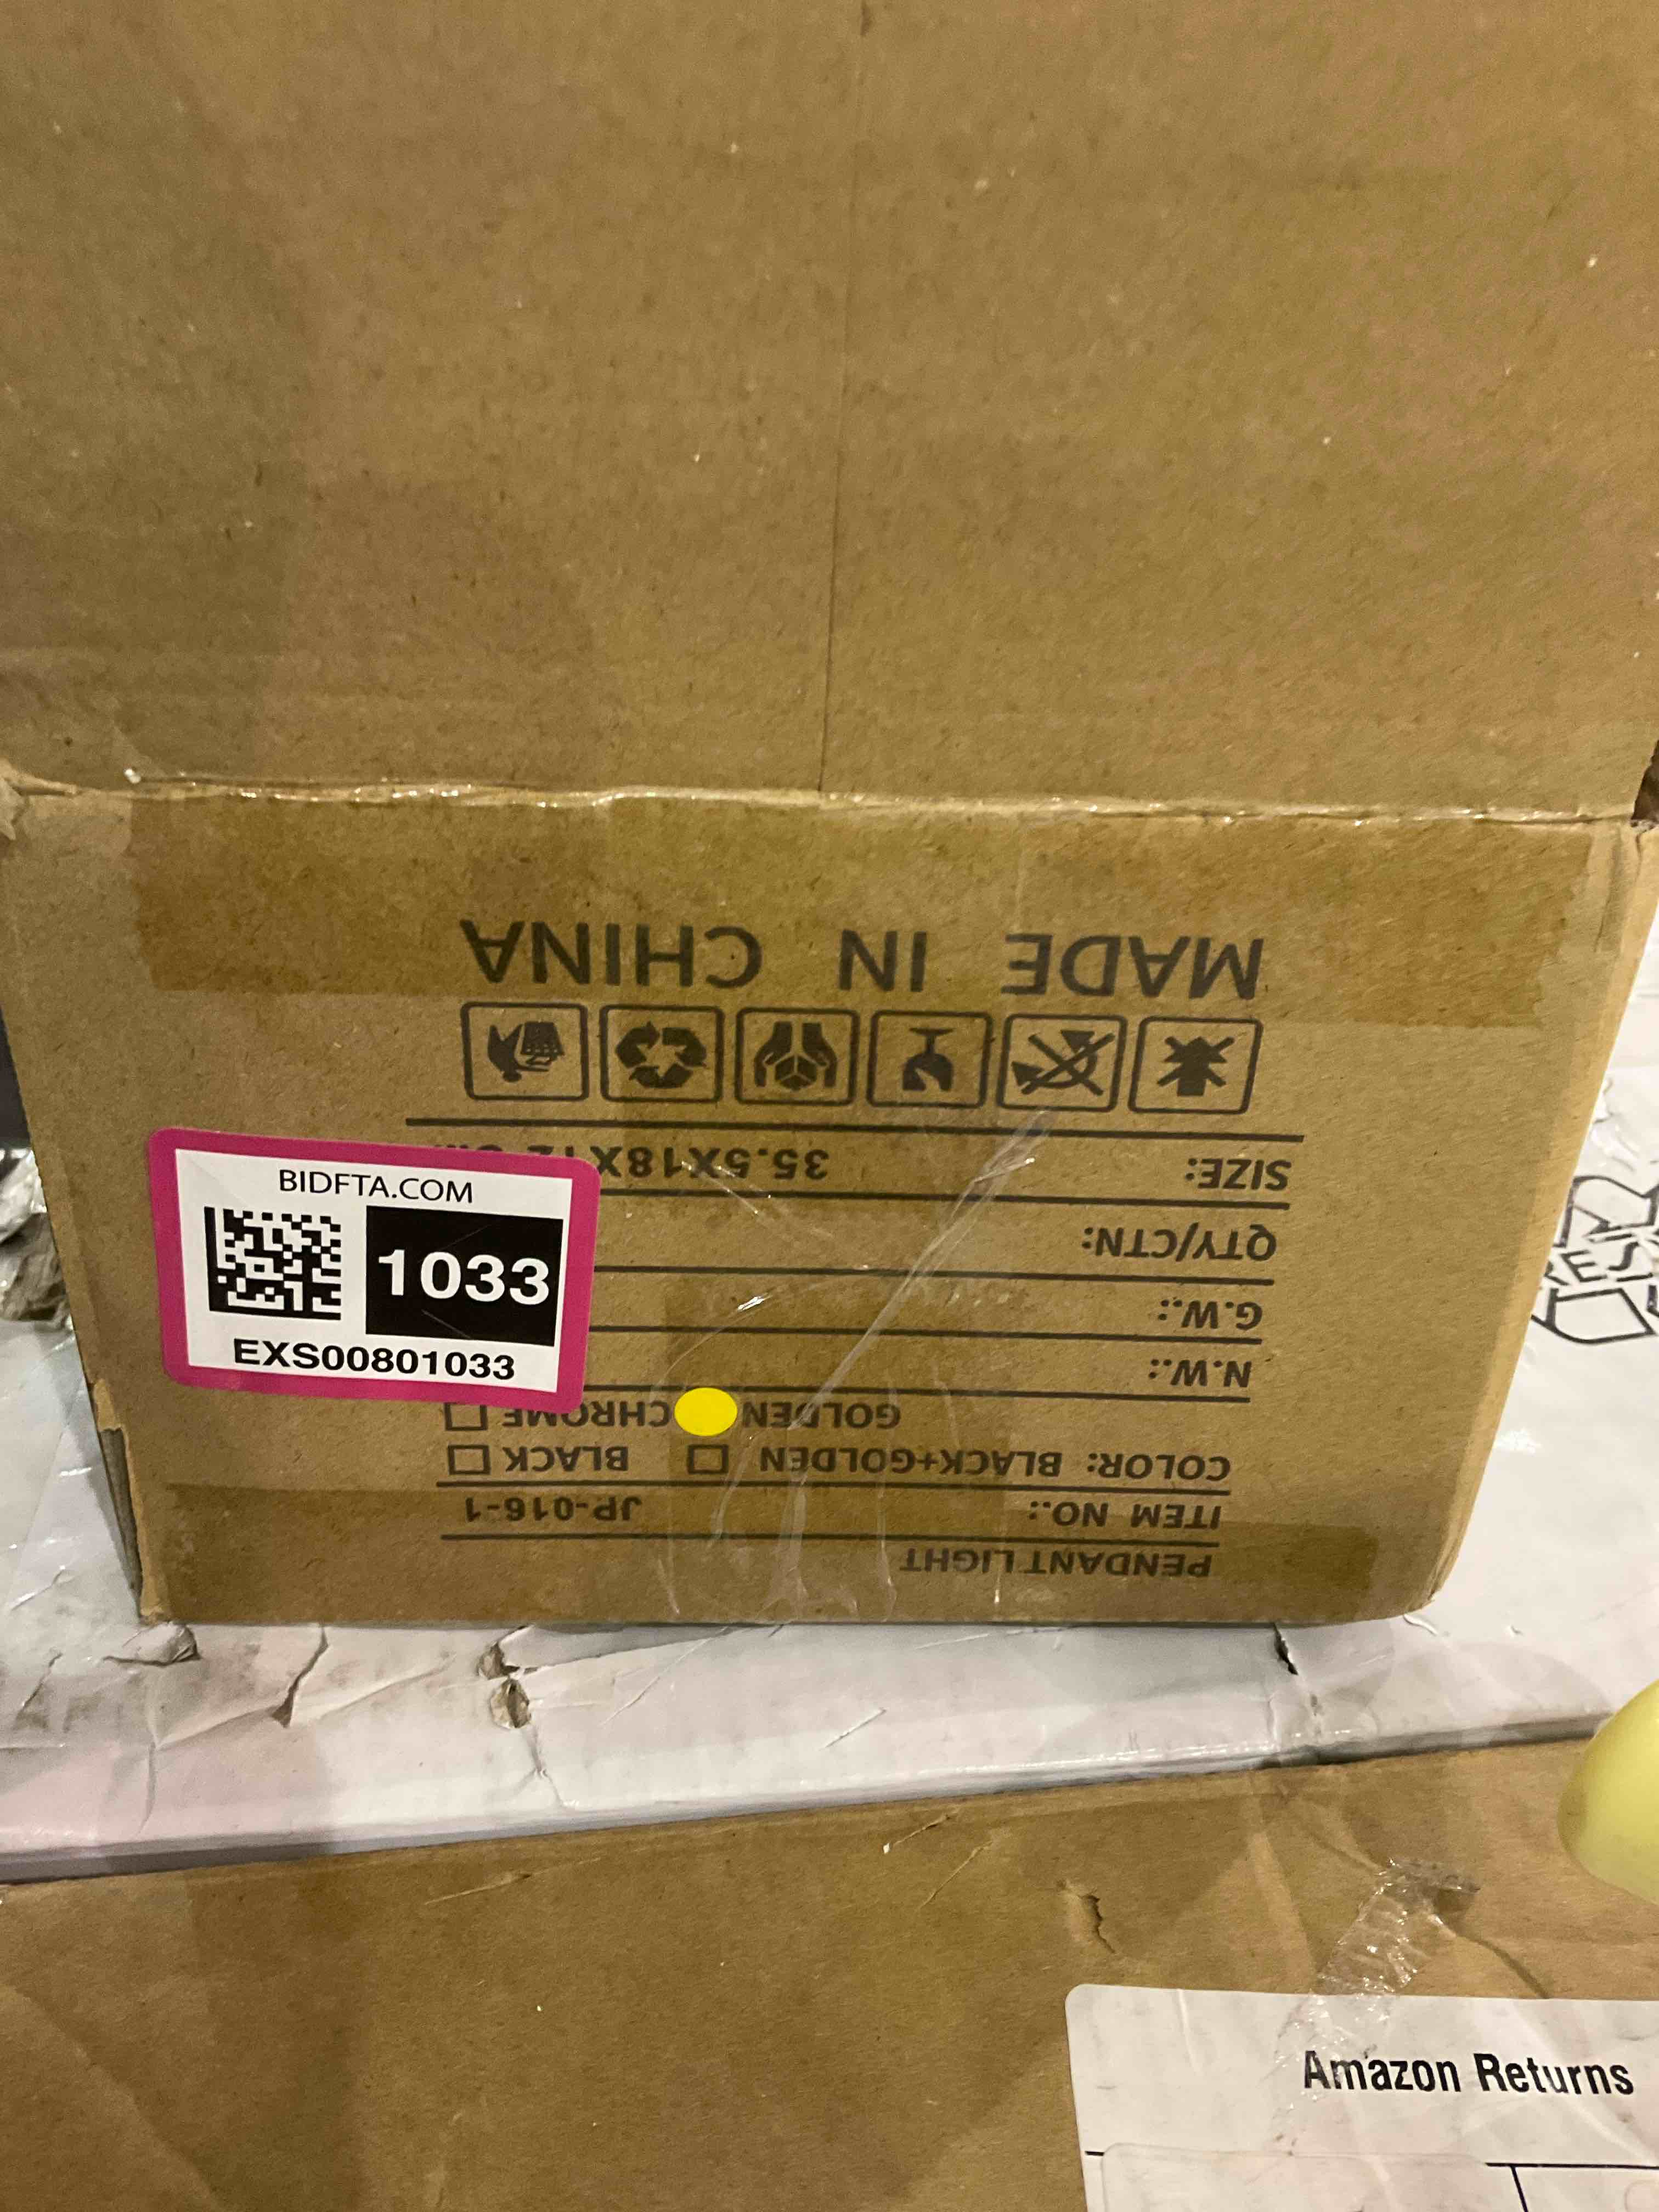 PENDANT LIGHT
ITEM NO.: JP-016-1
COLOR: BLACK+GOLDEN BLACK
GOLDEN CHROME
N.W.:
G.W.:
QTY/CTN:
SIZE: 35.5X18X12
MADE IN CHINA
BIDFTA.COM
1033
EXS00801033
Amazon Returns